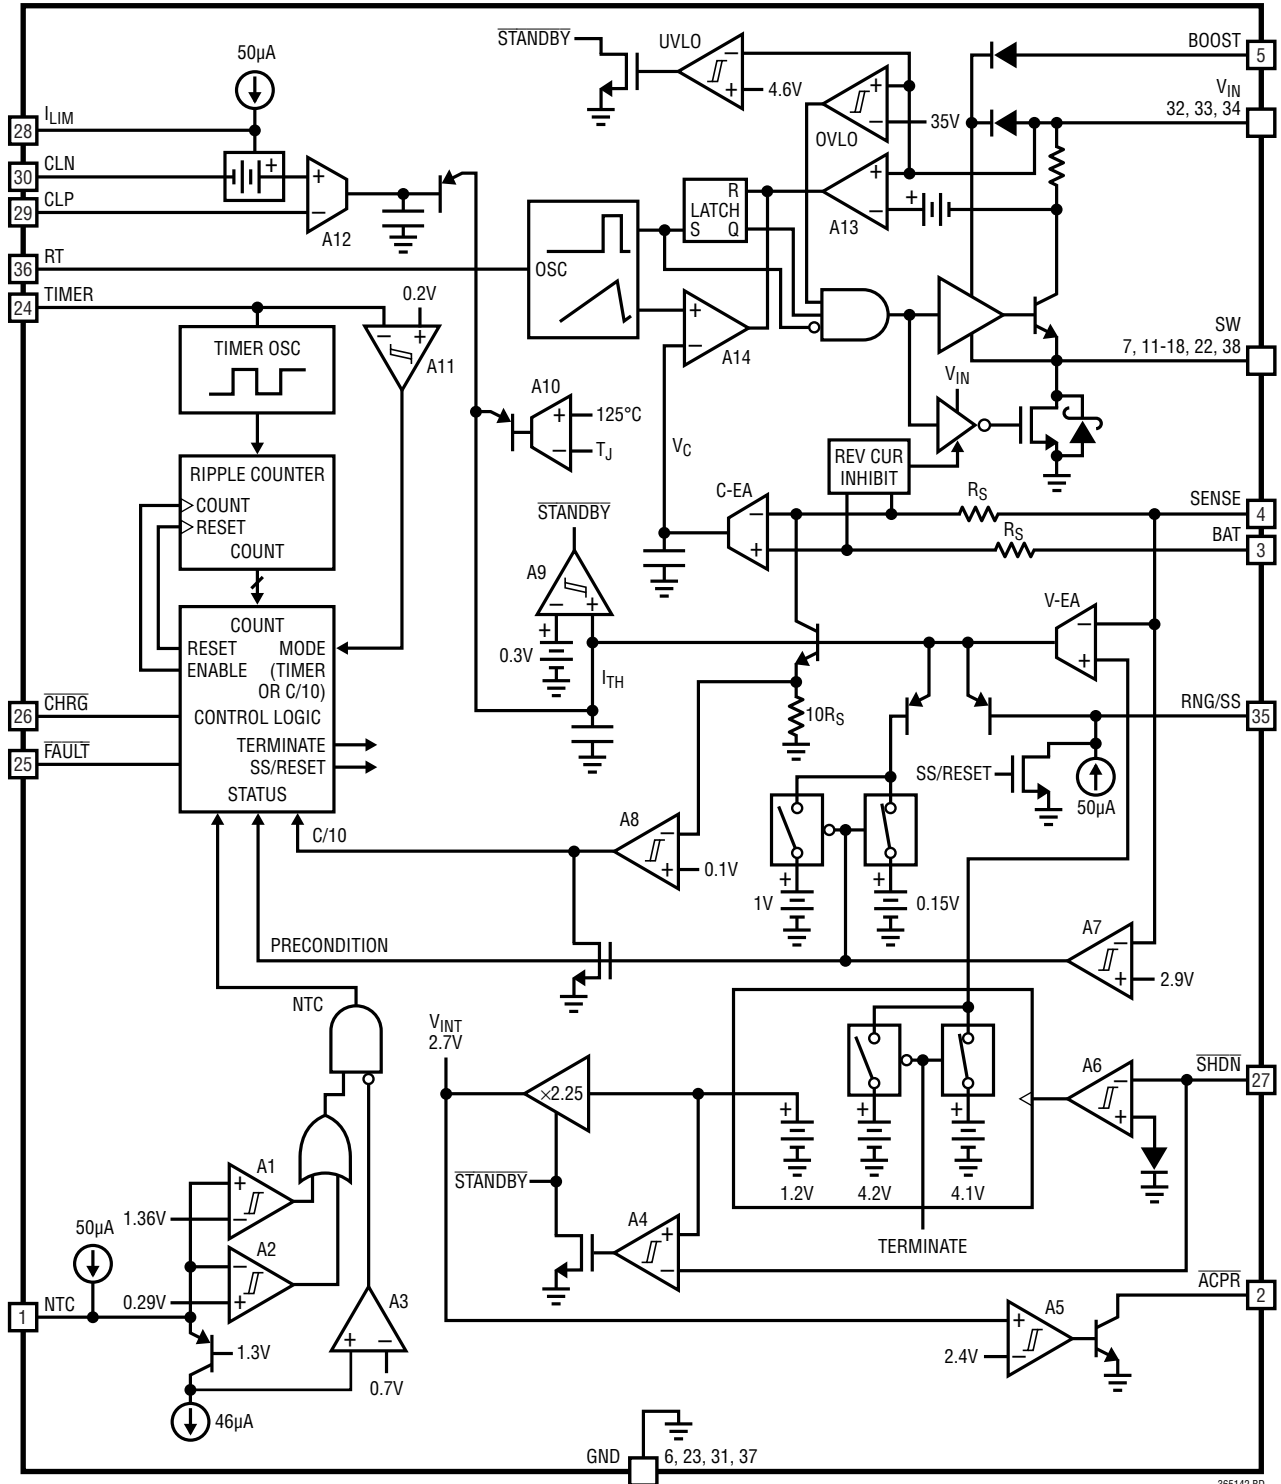 STANDBY
UVLO
−
+
4.6V
BOOST
5
50µA
VIN
32, 33, 34
+
−
35V
OVLO
28
ILIM
30
CLN
+
29
CLP
+
−
A12
R
LATCH
S Q
+
−
A13
+
36
RT
OSC
24
TIMER
0.2V
− +
A11
+
−
A14
SW
7, 11-18, 22, 38
TIMER OSC
A10
+
125°C
−
TJ
VIN
VC
REV CUR
INHIBIT
RIPPLE COUNTER
COUNT
RESET
COUNT
STANDBY
C-EA
−
+
RS
SENSE
4
RS
BAT
3
A9
− +
+
0.3V
ITH
V-EA
−
+
COUNT
RESET
MODE
ENABLE
(TIMER
OR C/10)
CONTROL LOGIC
TERMINATE
SS/RESET
STATUS
26
CHRG
25
FAULT
10RS
RNG/SS
35
SS/RESET
50µA
C/10
A8
−
+
0.1V
+
1V
+
0.15V
PRECONDITION
A7
−
+
2.9V
NTC
VINT
2.7V
×2.25
+
1.2V
+
4.2V
+
4.1V
A6
−
+
SHDN
27
STANDBY
A4
+
−
TERMINATE
A1
+
−
1.36V
50µA
A2
−
+
0.29V
1
NTC
A3
+ −
1.3V
0.7V
46µA
ACPR
2
A5
+
−
2.4V
GND
6, 23, 31, 37
365142 BD